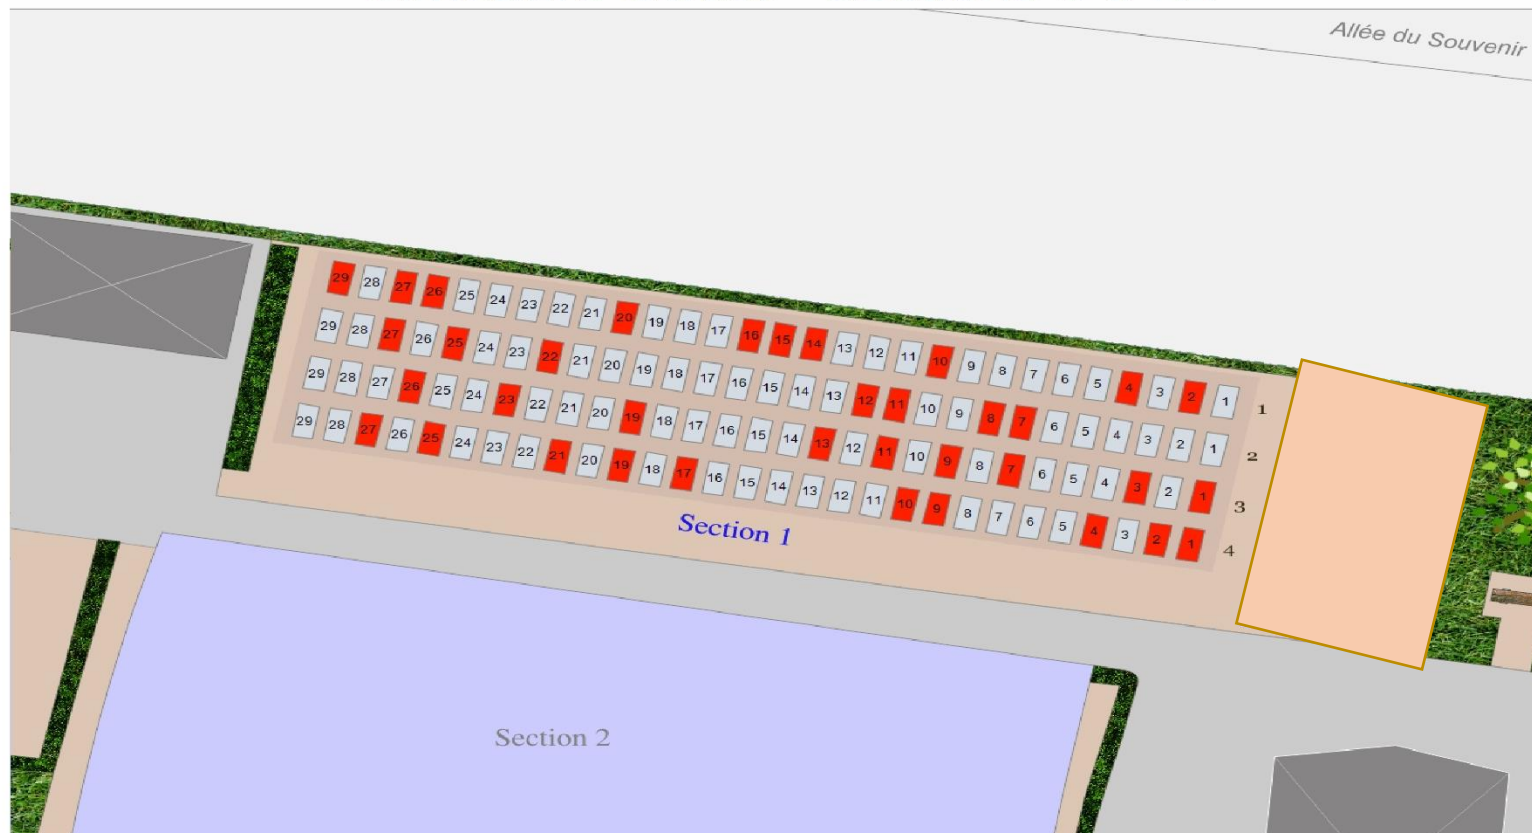 Allée du Souvenir
29 28 27 26 25 24 23 22 21 20 19 18 17 16 15 14 13 12 11 10 9 8 7 6 5 4 3 2 1 1
29 28 27 26 25 24 23 22 21 20 19 18 17 16 15 14 13 12 11 10 9 8 7 6 5 4 3 2 1 2
29 28 27 26 25 24 23 22 21 20 19 18 17 16 15 14 13 12 11 10 9 8 7 6 5 4 3 2 1 3
29 28 27 26 25 24 23 22 21 20 19 18 17 16 15 14 13 12 11 10 9 8 7 6 5 4 3 2 1 4
Section 1
Section 2